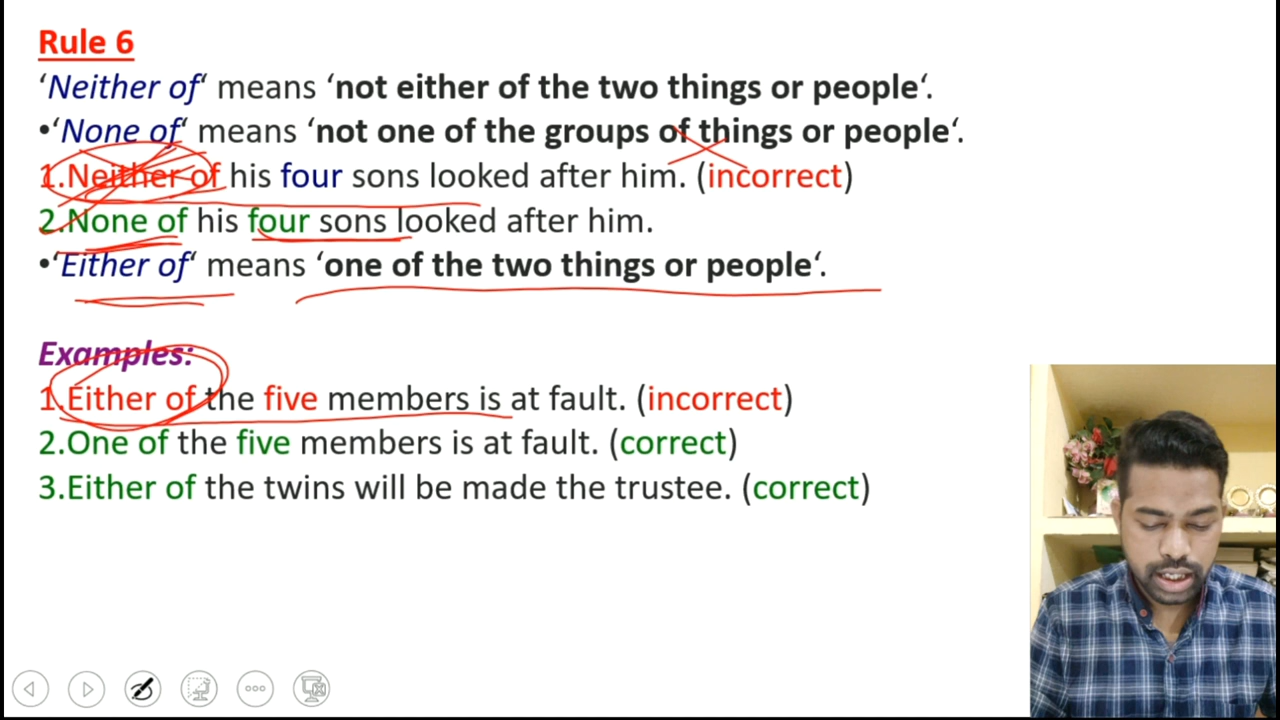 Rule 6
‘Neither of‘ means ‘not either of the two things or people‘.
•‘None of‘ means ‘not one of the groups of things or people‘.
1.Neither of his four sons looked after him. (incorrect)
2.None of his four sons looked after him.
•‘Either of‘ means ‘one of the two things or people‘.
Examples:
1.Either of the five members is at fault. (incorrect)
2.One of the five members is at fault. (correct)
3.Either of the twins will be made the trustee. (correct)